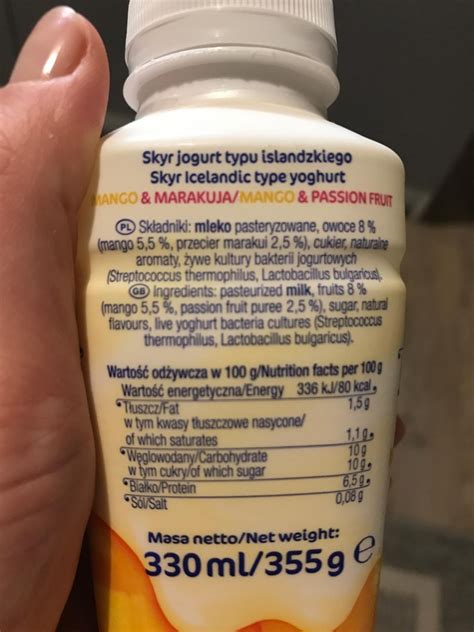 Skyr jogurt typu islandzkiego
Skyr Icelandic type yoghurt
MANGO & MARAKUJA/MANGO & PASSION FRUIT
PL Składniki: mleko pasteryzowane, owoce 8 %
(mango 5,5 %, przecier marakui 2,5 %), cukier, naturalne
aromaty, żywe kultury bakterii jogurtowych
(Streptococcus thermophilus, Lactobacillus bulgaricus).
GB Ingredients: pasteurized milk, fruits 8 %
(mango 5,5 %, passion fruit puree 2,5 %), sugar, natural
flavours, live yoghurt bacteria cultures (Streptococcus
thermophilus, Lactobacillus bulgaricus).
Wartość odżywcza w 100 g/Nutrition facts per 100 g
Wartość energetyczna/Energy 336 kJ/80 kcal
Tłuszcz/Fat 1,5 g
w tym kwasy tłuszczowe nasycone/
of which saturates 1,1 g
Węglowodany/Carbohydrate 10 g
w tym cukry/of which sugar 10 g
Białko/Protein 6,5 g
Sól/Salt 0,08 g
Masa netto/Net weight:
330 ml/355 g e